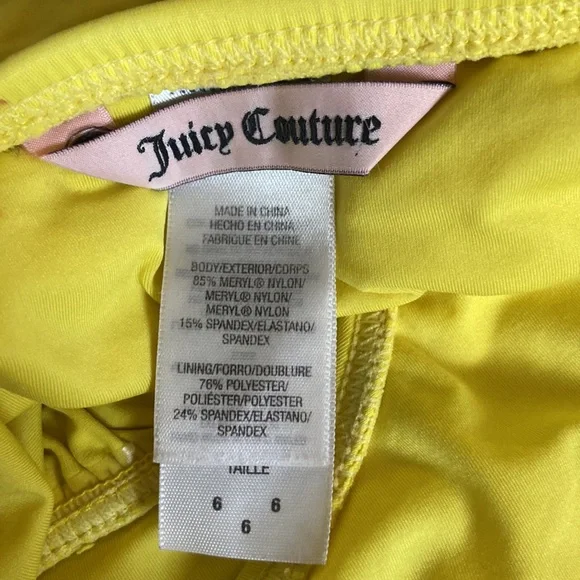 Juicy Couture
MADE IN CHINA
HECHO EN CHINA
FABRIQUE EN CHINE
BODY/EXTERIOR/CORPS
85% MERYL® NYLON/
MERYL® NYLON/
MERYL® NYLON
15% SPANDEX/ELASTANO/
SPANDEX
LINING/FORRO/DOUBLURE
76% POLYESTER/
POLIÉSTER/POLYESTER
24% SPANDEX/ELASTANO/
SPANDEX
TAILLE
6 6
6